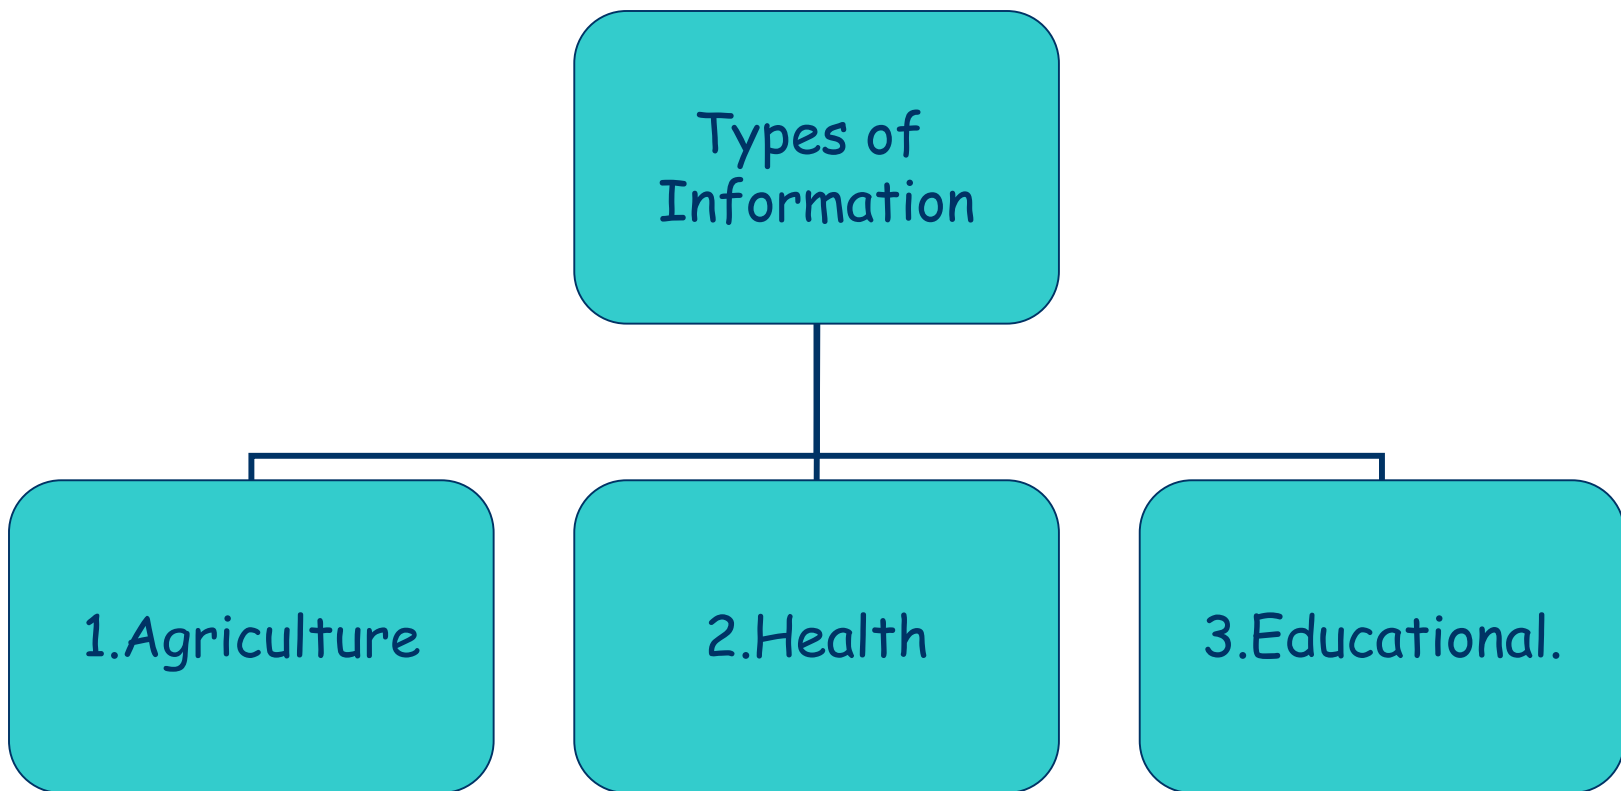 Types of
Information
1.Agriculture
2.Health
3.Educational.